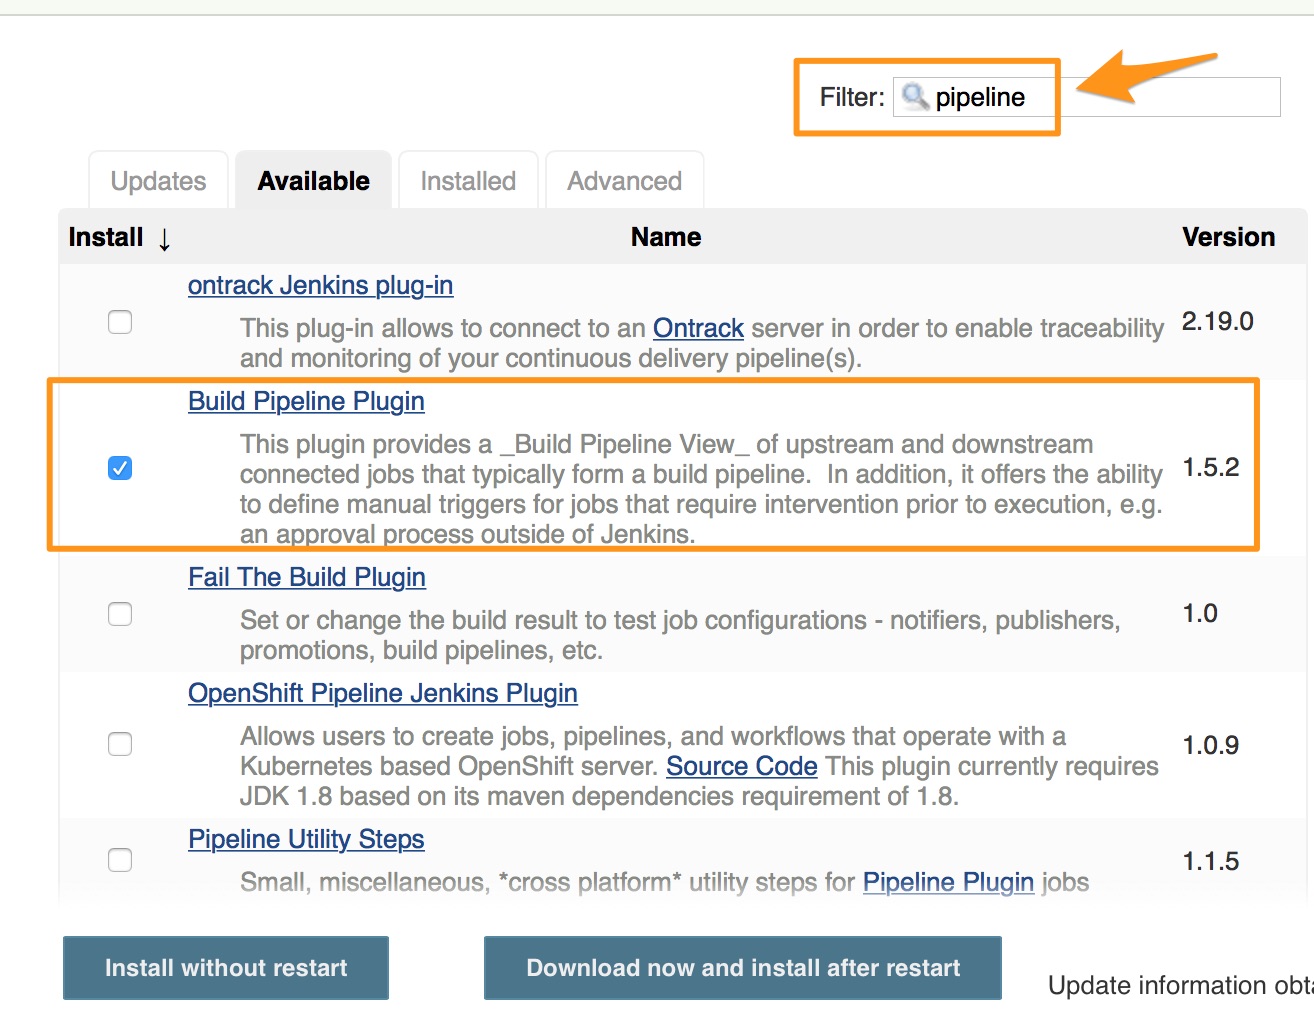 Filter: pipeline
Updates Available Installed Advanced
Install ↓ Name Version
ontrack Jenkins plug-in
This plug-in allows to connect to an Ontrack server in order to enable traceability
and monitoring of your continuous delivery pipeline(s).
2.19.0
Build Pipeline Plugin
This plugin provides a _Build Pipeline View_ of upstream and downstream
connected jobs that typically form a build pipeline.  In addition, it offers the ability
to define manual triggers for jobs that require intervention prior to execution, e.g.
an approval process outside of Jenkins.
1.5.2
Fail The Build Plugin
Set or change the build result to test job configurations - notifiers, publishers,
promotions, build pipelines, etc.
1.0
OpenShift Pipeline Jenkins Plugin
Allows users to create jobs, pipelines, and workflows that operate with a
Kubernetes based OpenShift server. Source Code This plugin currently requires
JDK 1.8 based on its maven dependencies requirement of 1.8.
1.0.9
Pipeline Utility Steps
Small, miscellaneous, *cross platform* utility steps for Pipeline Plugin jobs
1.1.5
Install without restart
Download now and install after restart
Update information